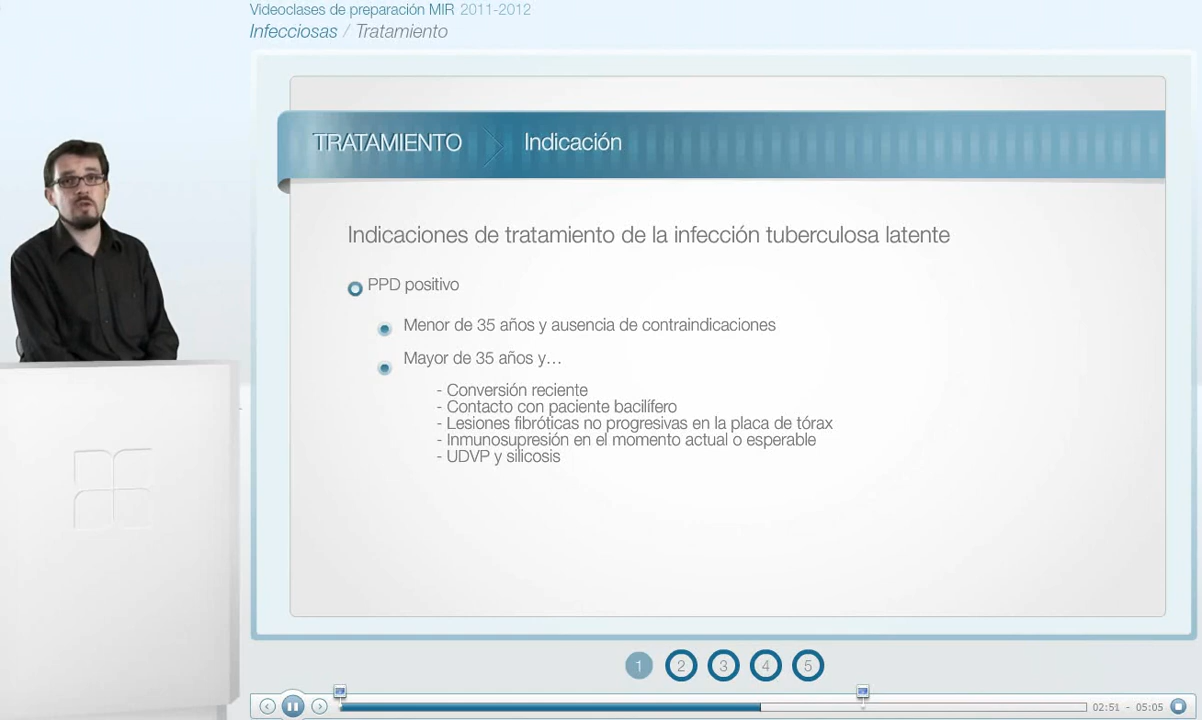 Videoclases de preparación MIR 2011-2012
Infecciosas / Tratamiento
TRATAMIENTO Indicación
Indicaciones de tratamiento de la infección tuberculosa latente
PPD positivo
Menor de 35 años y ausencia de contraindicaciones
Mayor de 35 años y...
- Conversión reciente
- Contacto con paciente bacilífero
- Lesiones fibróticas no progresivas en la placa de tórax
- Inmunosupresión en el momento actual o esperable
- UDVP y silicosis
1 2 3 4 5
02:51 - 05:05